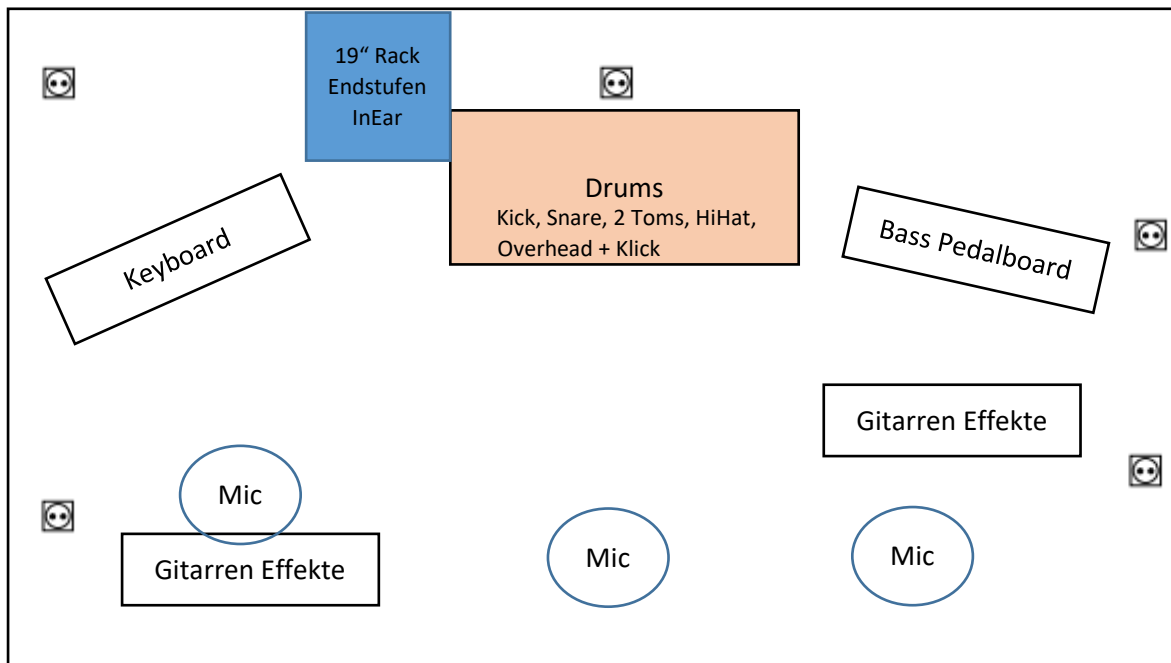 19“ Rack
Endstufen
InEar
Drums
Kick, Snare, 2 Toms, HiHat,
Overhead + Klick
Keyboard
Bass Pedalboard
Gitarren Effekte
Mic
Gitarren Effekte
Mic
Mic